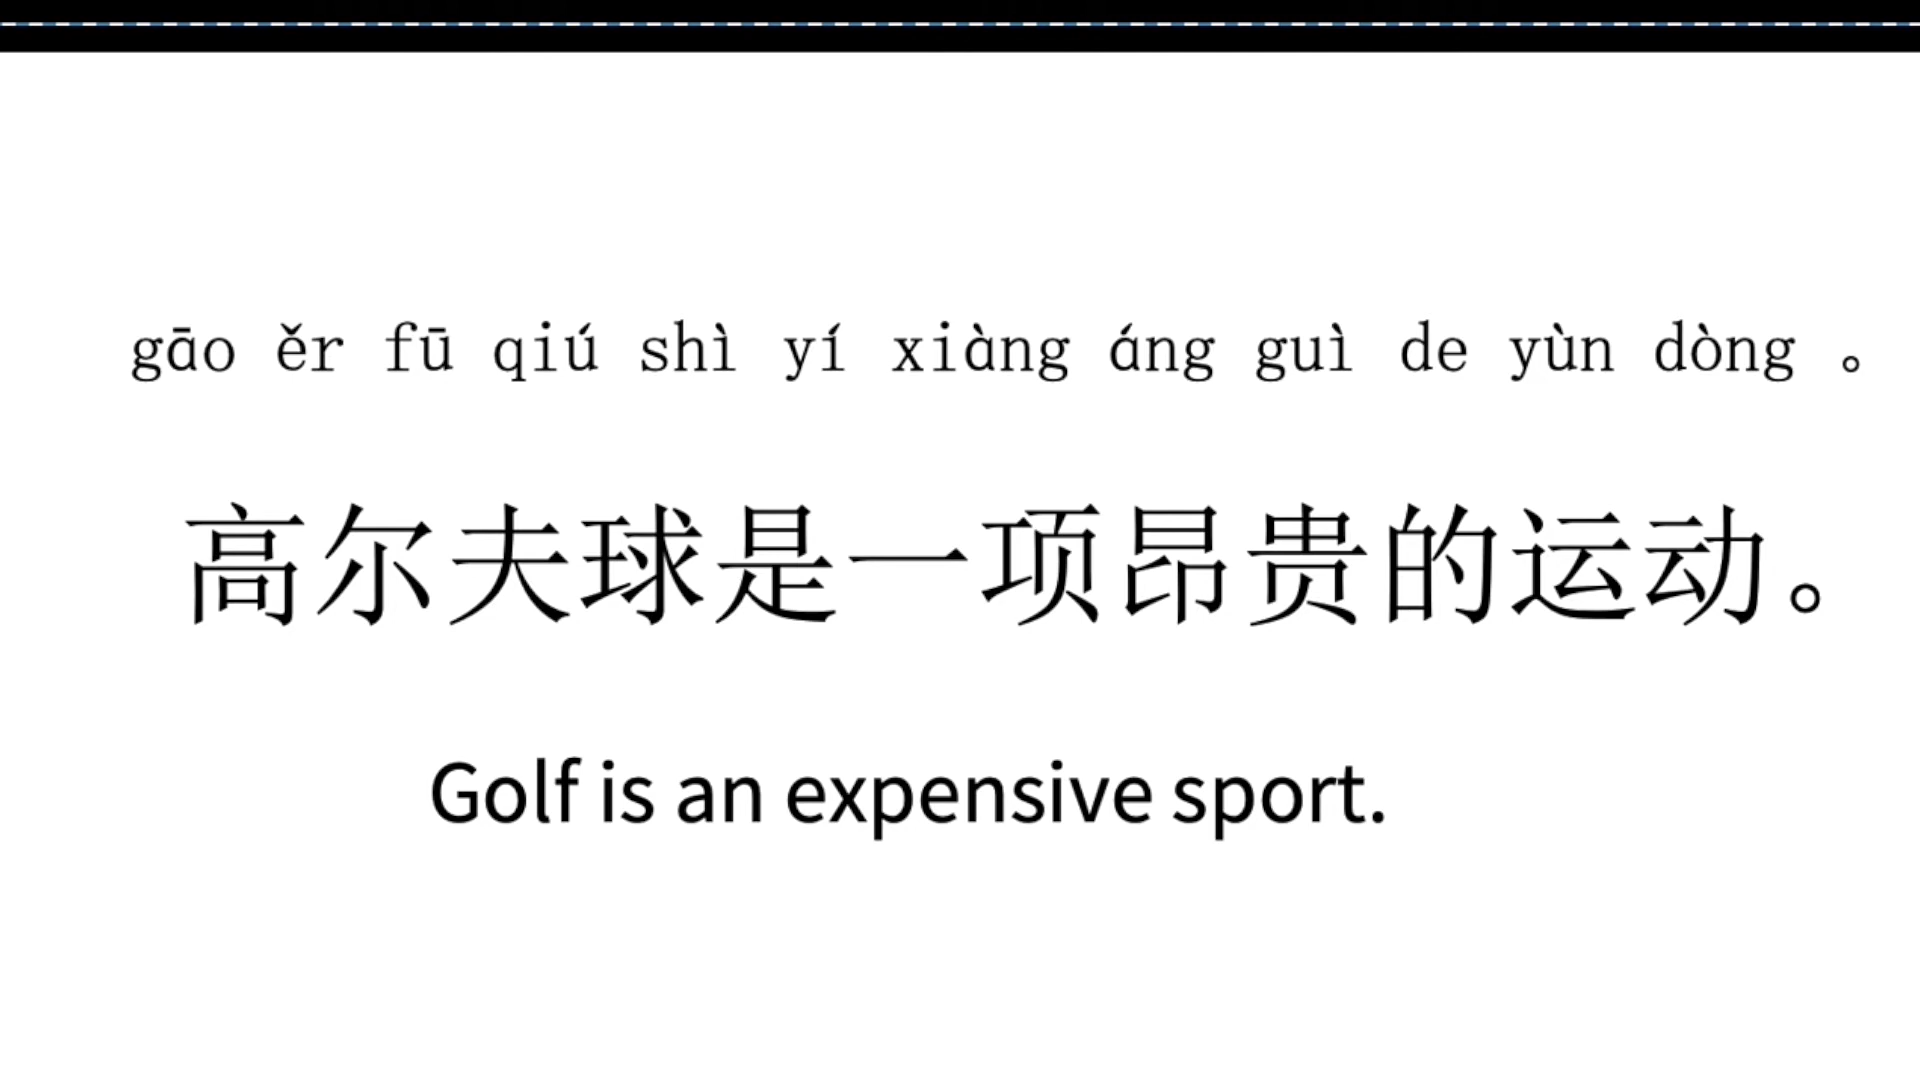 gāo ěr fū qiú shì yí xiàng áng guì de yùn dòng 。
高尔夫球是一项昂贵的运动。
Golf is an expensive sport.